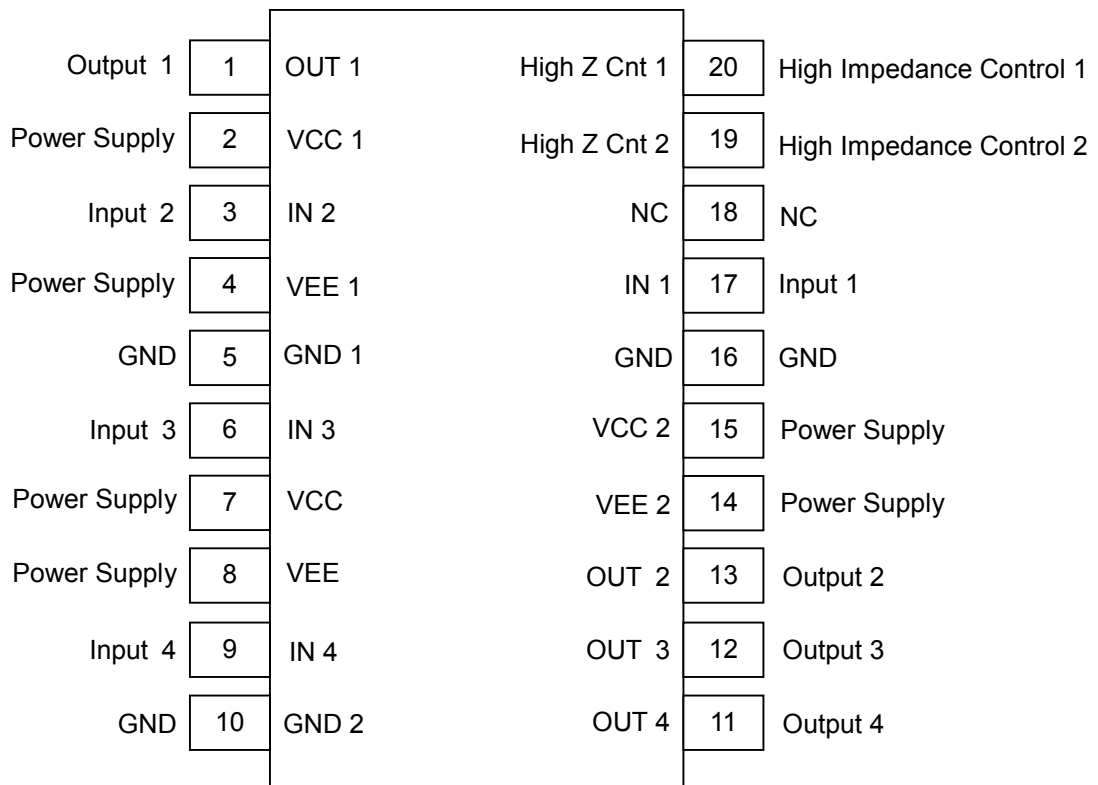 Output 1 1 OUT 1 High Z Cnt 1 20 High Impedance Control 1
Power Supply 2 VCC 1 High Z Cnt 2 19 High Impedance Control 2
Input 2 3 IN 2 NC 18 NC
Power Supply 4 VEE 1 IN 1 17 Input 1
GND 5 GND 1 GND 16 GND
Input 3 6 IN 3 VCC 2 15 Power Supply
Power Supply 7 VCC VEE 2 14 Power Supply
Power Supply 8 VEE OUT 2 13 Output 2
Input 4 9 IN 4 OUT 3 12 Output 3
GND 10 GND 2 OUT 4 11 Output 4